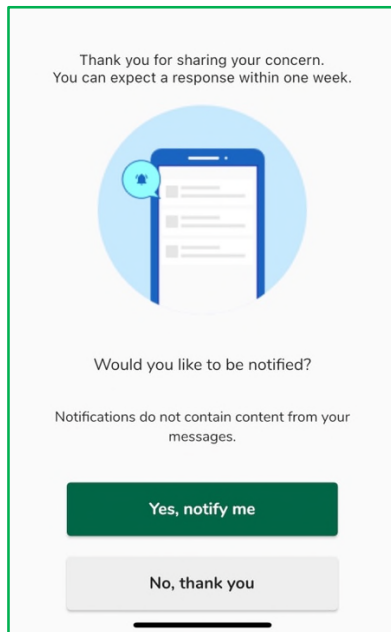 Thank you for sharing your concern.
You can expect a response within one week.
Would you like to be notified?
Notifications do not contain content from your
messages.
Yes, notify me
No, thank you